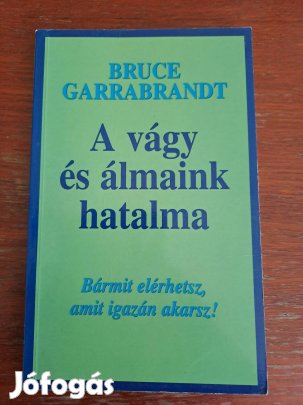 BRUCE
GARRABRANDT
A vágy
és álmaink
hatalma
Bármit elérhetsz,
amit igazán akarsz!
Jófogás